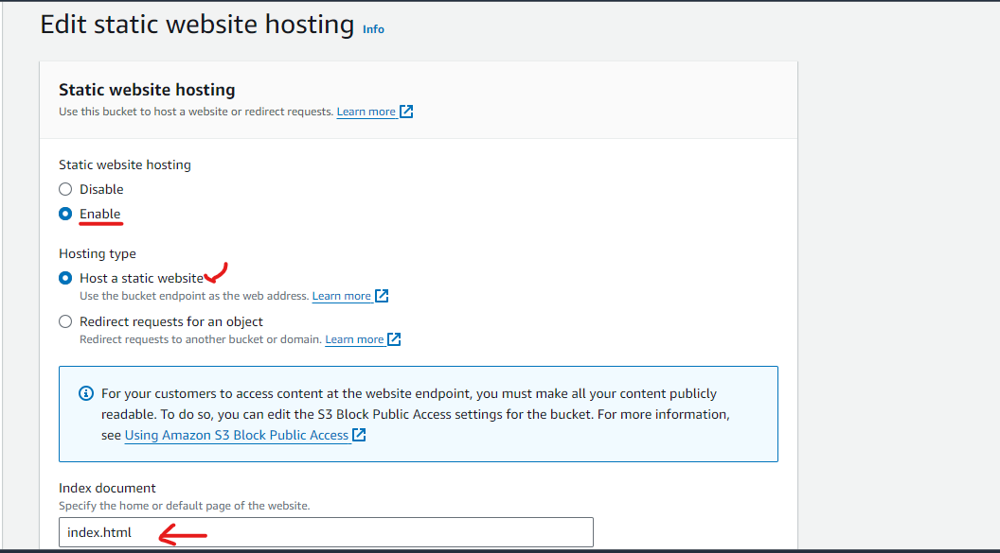 Edit static website hosting Info
Static website hosting
Use this bucket to host a website or redirect requests. Learn more
Static website hosting
Disable
Enable
Hosting type
Host a static website
Use the bucket endpoint as the web address. Learn more
Redirect requests for an object
Redirect requests to another bucket or domain. Learn more
For your customers to access content at the website endpoint, you must make all your content publicly
readable. To do so, you can edit the S3 Block Public Access settings for the bucket. For more information,
see Using Amazon S3 Block Public Access
Index document
Specify the home or default page of the website.
index.html